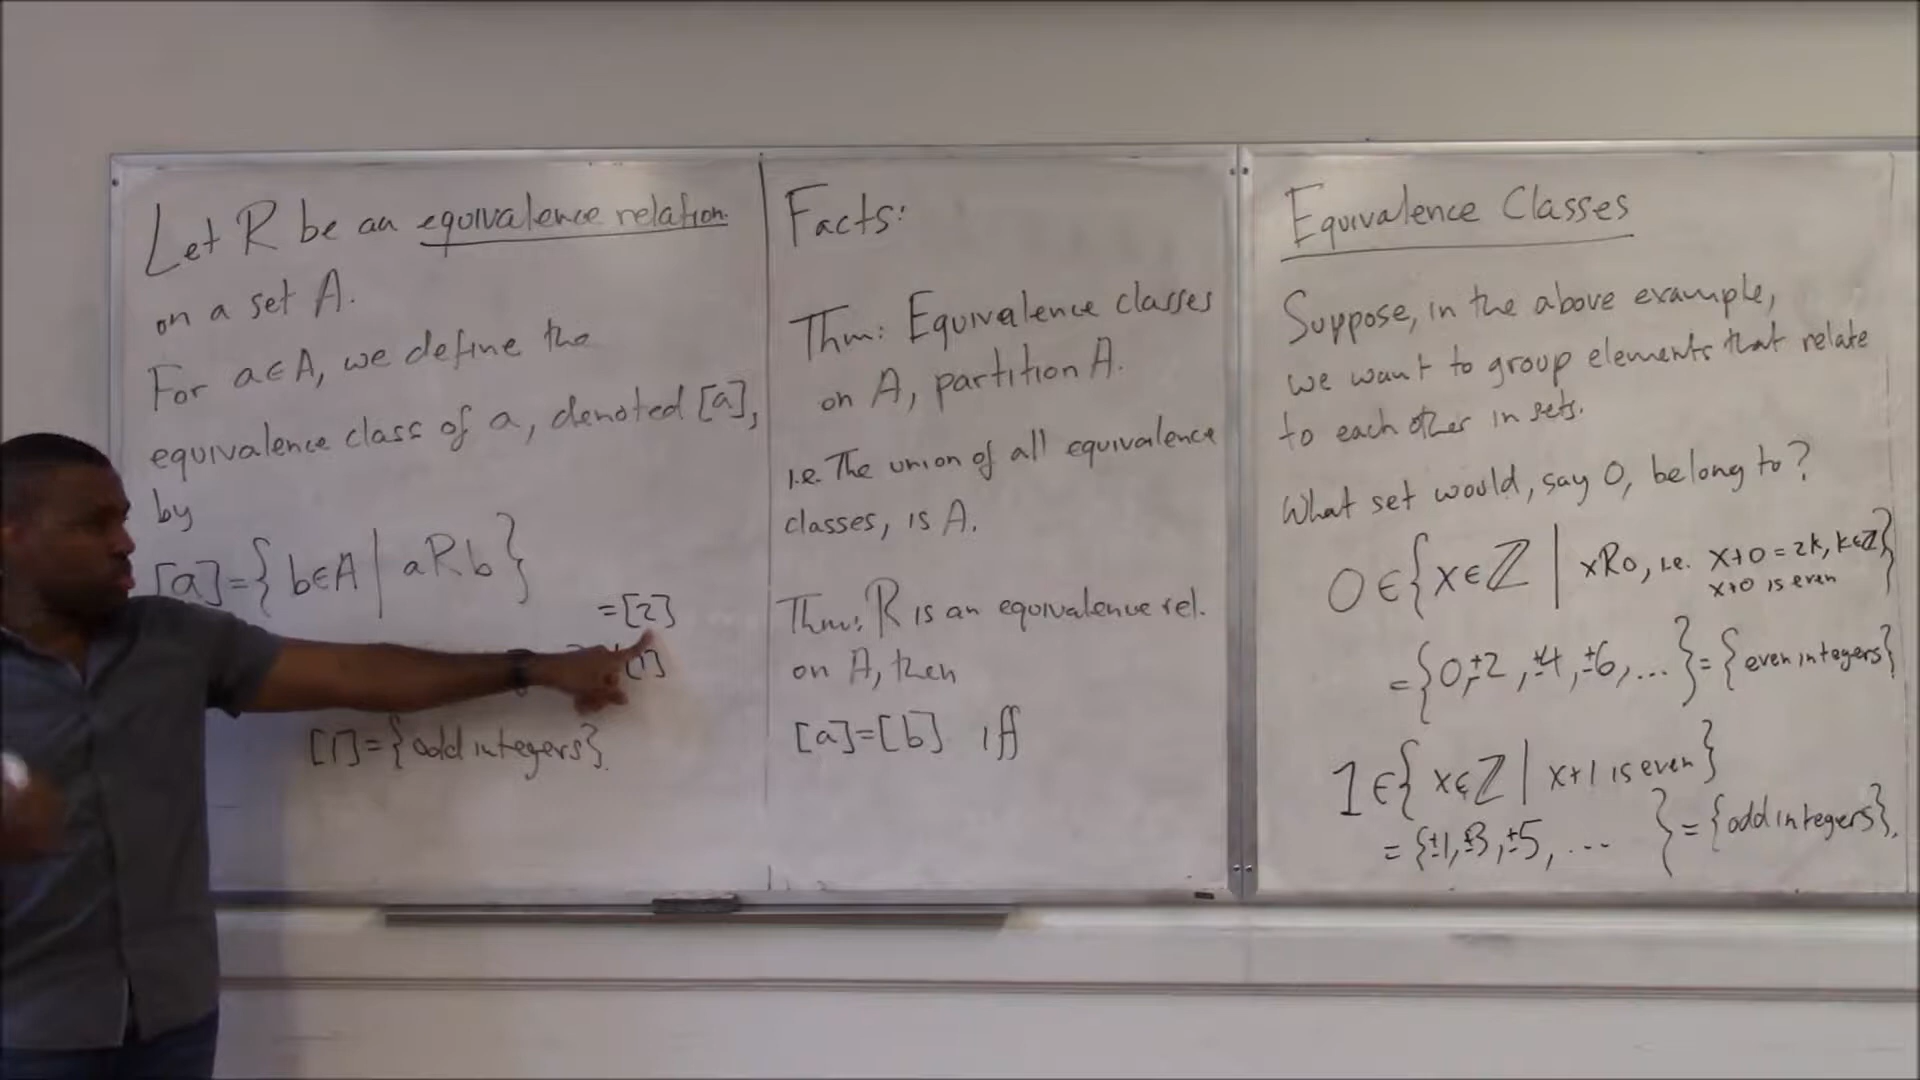 Let R be an equivalence relation
on a set A.
For a∈A, we define the
equivalence class of a, denoted [a],
by
[a]={b∈A | aRb}
=[2]
[1]
[1]={odd integers}.
Facts:
Thm: Equivalence classes
on A, partition A.
i.e. The union of all equivalence
classes, is A.
Thm: R is an equivalence rel.
on A, then
[a]=[b] iff
Equivalence Classes
Suppose, in the above example,
we want to group elements that relate
to each other in sets.
What set would, say 0, belong to?
0∈{x∈ℤ | xR0, i.e. x+0=2k, k∈ℤ}
x+0 is even
={0,±2,±4,±6,...}={even integers}
1∈{x∈ℤ | x+1 is even}
={±1,±3,±5,... }={odd integers}.